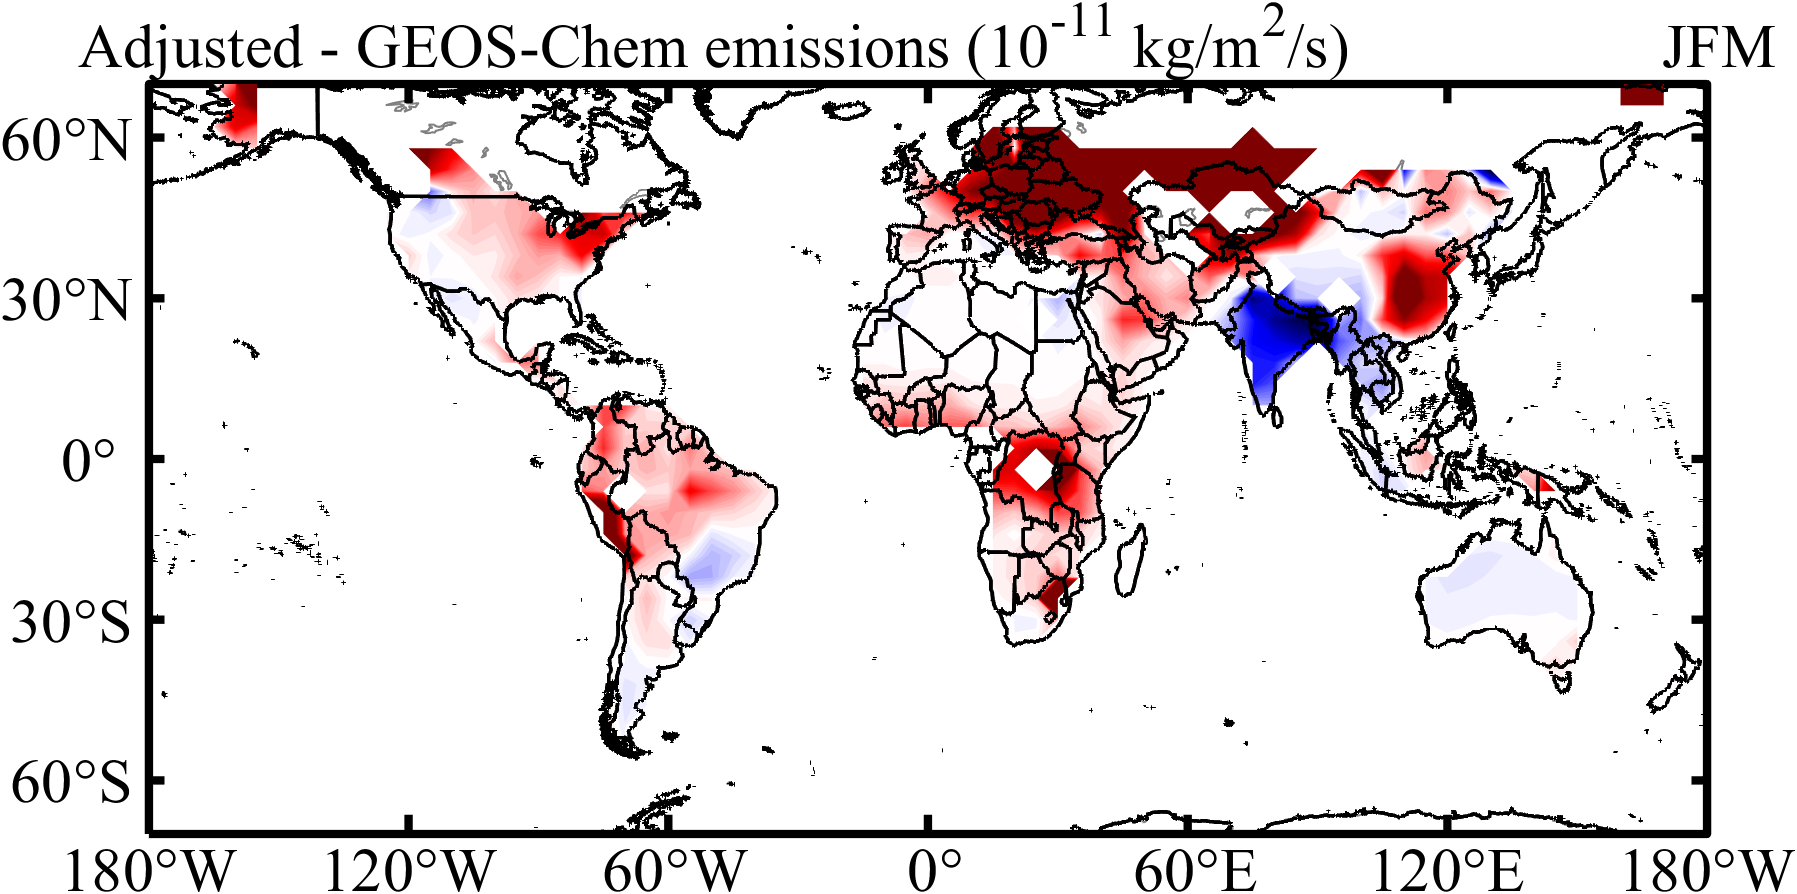 Adjusted - GEOS-Chem emissions (10⁻¹¹ kg/m²/s) JFM
60°N
30°N
0°
30°S
60°S
180°W 120°W 60°W 0° 60°E 120°E 180°W